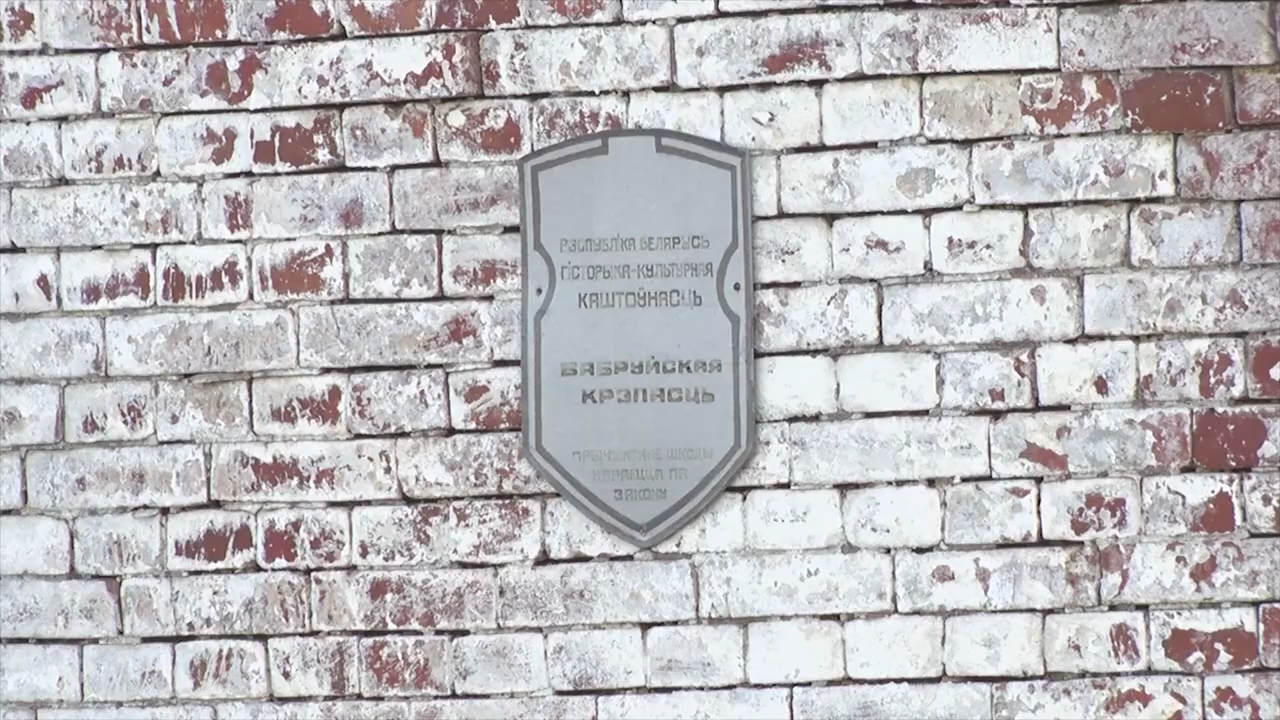 РЭСПУБЛІКА БЕЛАРУСЬ
ГІСТОРЫКА-КУЛЬТУРНАЯ
КАШТОЎНАСЦЬ
БАБРУЙСКАЯ
КРЭПАСЦЬ
ПРЫЧЫНЕННЕ ШКОДЫ
КАРАЕЦЦА ПА
ЗАКОНУ